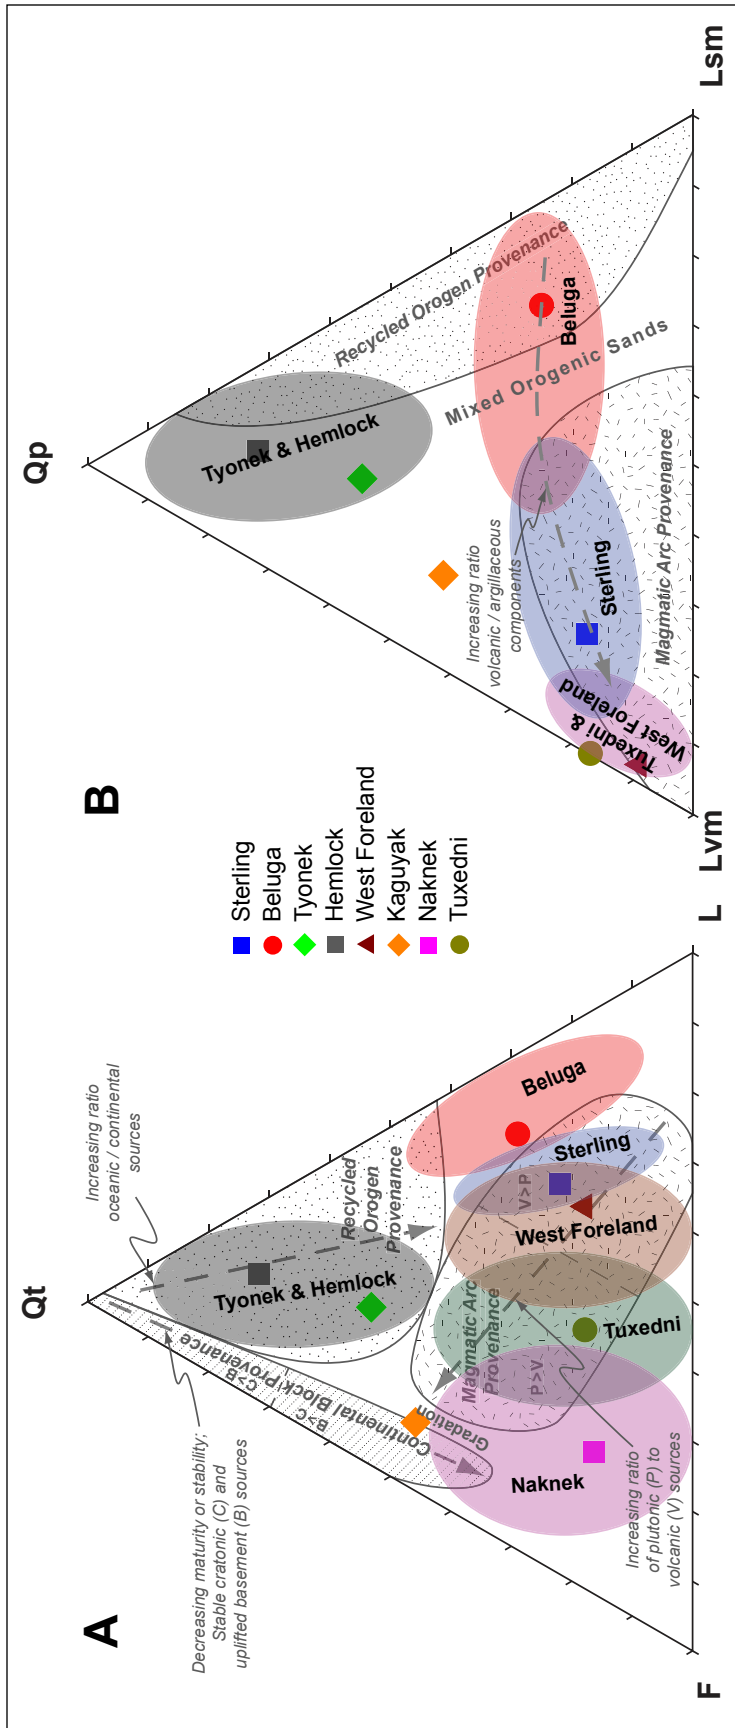 A
Qt
F
L
Increasing ratio
oceanic / continental
sources
Decreasing maturity or stability;
Stable cratonic (C) and
uplifted basement (B) sources
Continental Block Provenance
C>B
B>C
Gradation
Recycled
Orogen
Provenance
Tyonek & Hemlock
Magmatic Arc
Provenance
V>P
P>V
Beluga
Sterling
West Foreland
Tuxedni
Naknek
Increasing ratio
of plutonic (P) to
volcanic (V) sources
Sterling
Beluga
Tyonek
Hemlock
West Foreland
Kaguyak
Naknek
Tuxedni
B
Qp
Lvm
Lsm
Recycled Orogen Provenance
Tyonek & Hemlock
Mixed Orogenic Sands
Beluga
Increasing ratio
volcanic / argillaceous
components
Sterling
Magmatic Arc Provenance
Tuxedni &
West Foreland